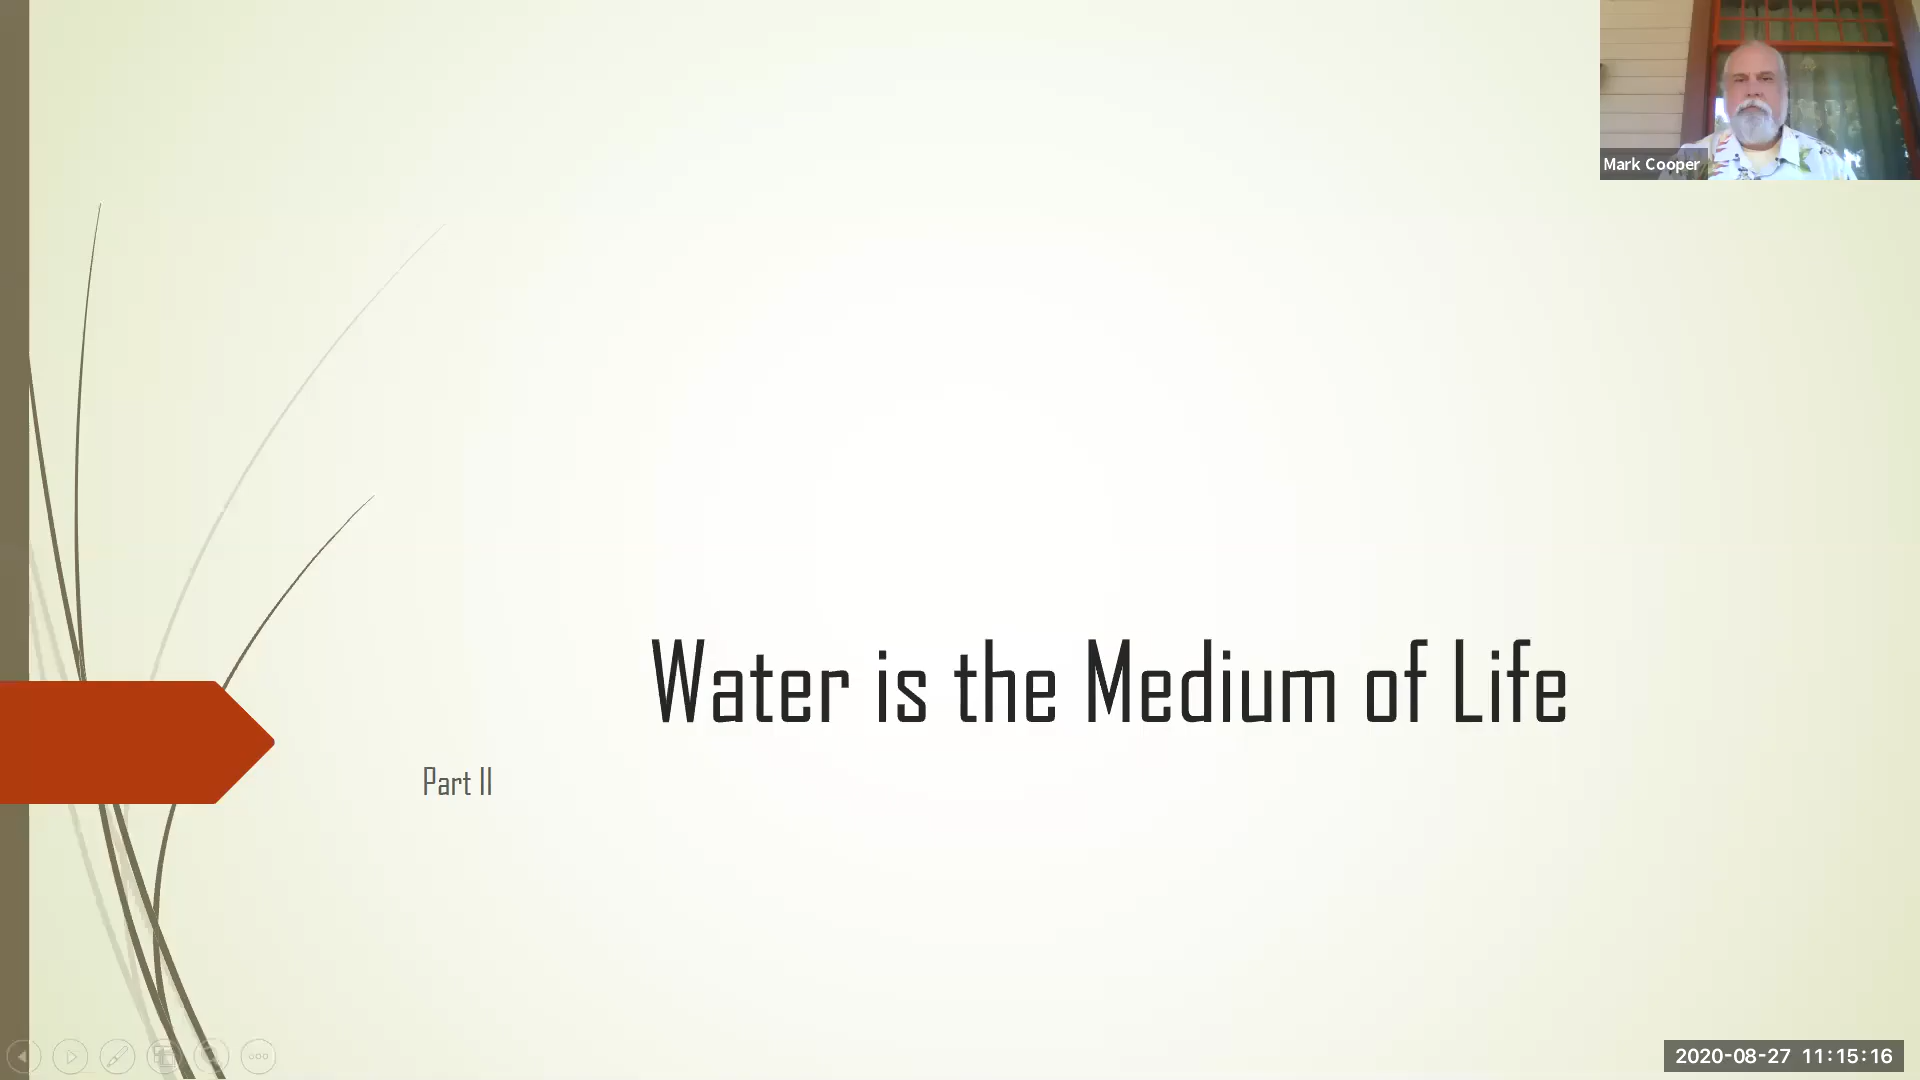 Mark Cooper
Water is the Medium of Life
Part II
2020-08-27 11:15:16